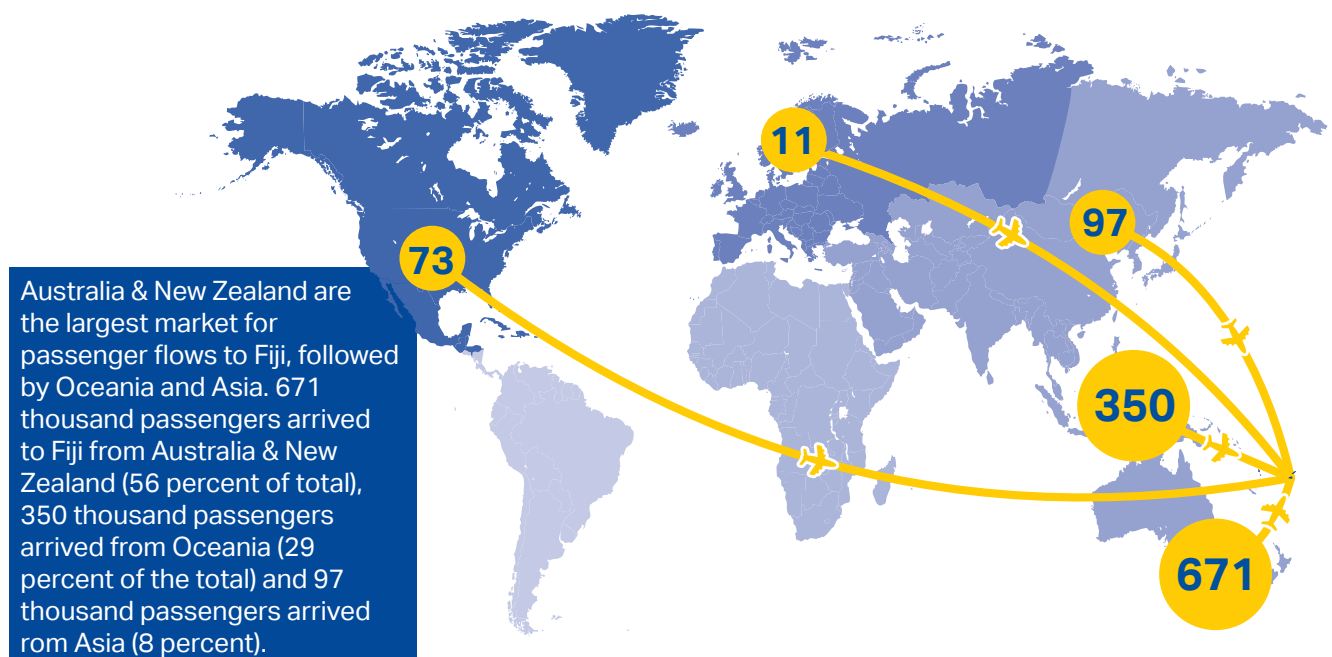 11
97
73
Australia & New Zealand are
the largest market for
passenger flows to Fiji, followed
by Oceania and Asia. 671
thousand passengers arrived
to Fiji from Australia & New
Zealand (56 percent of total),
350 thousand passengers
arrived from Oceania (29
percent of the total) and 97
thousand passengers arrived
rom Asia (8 percent).
350
671